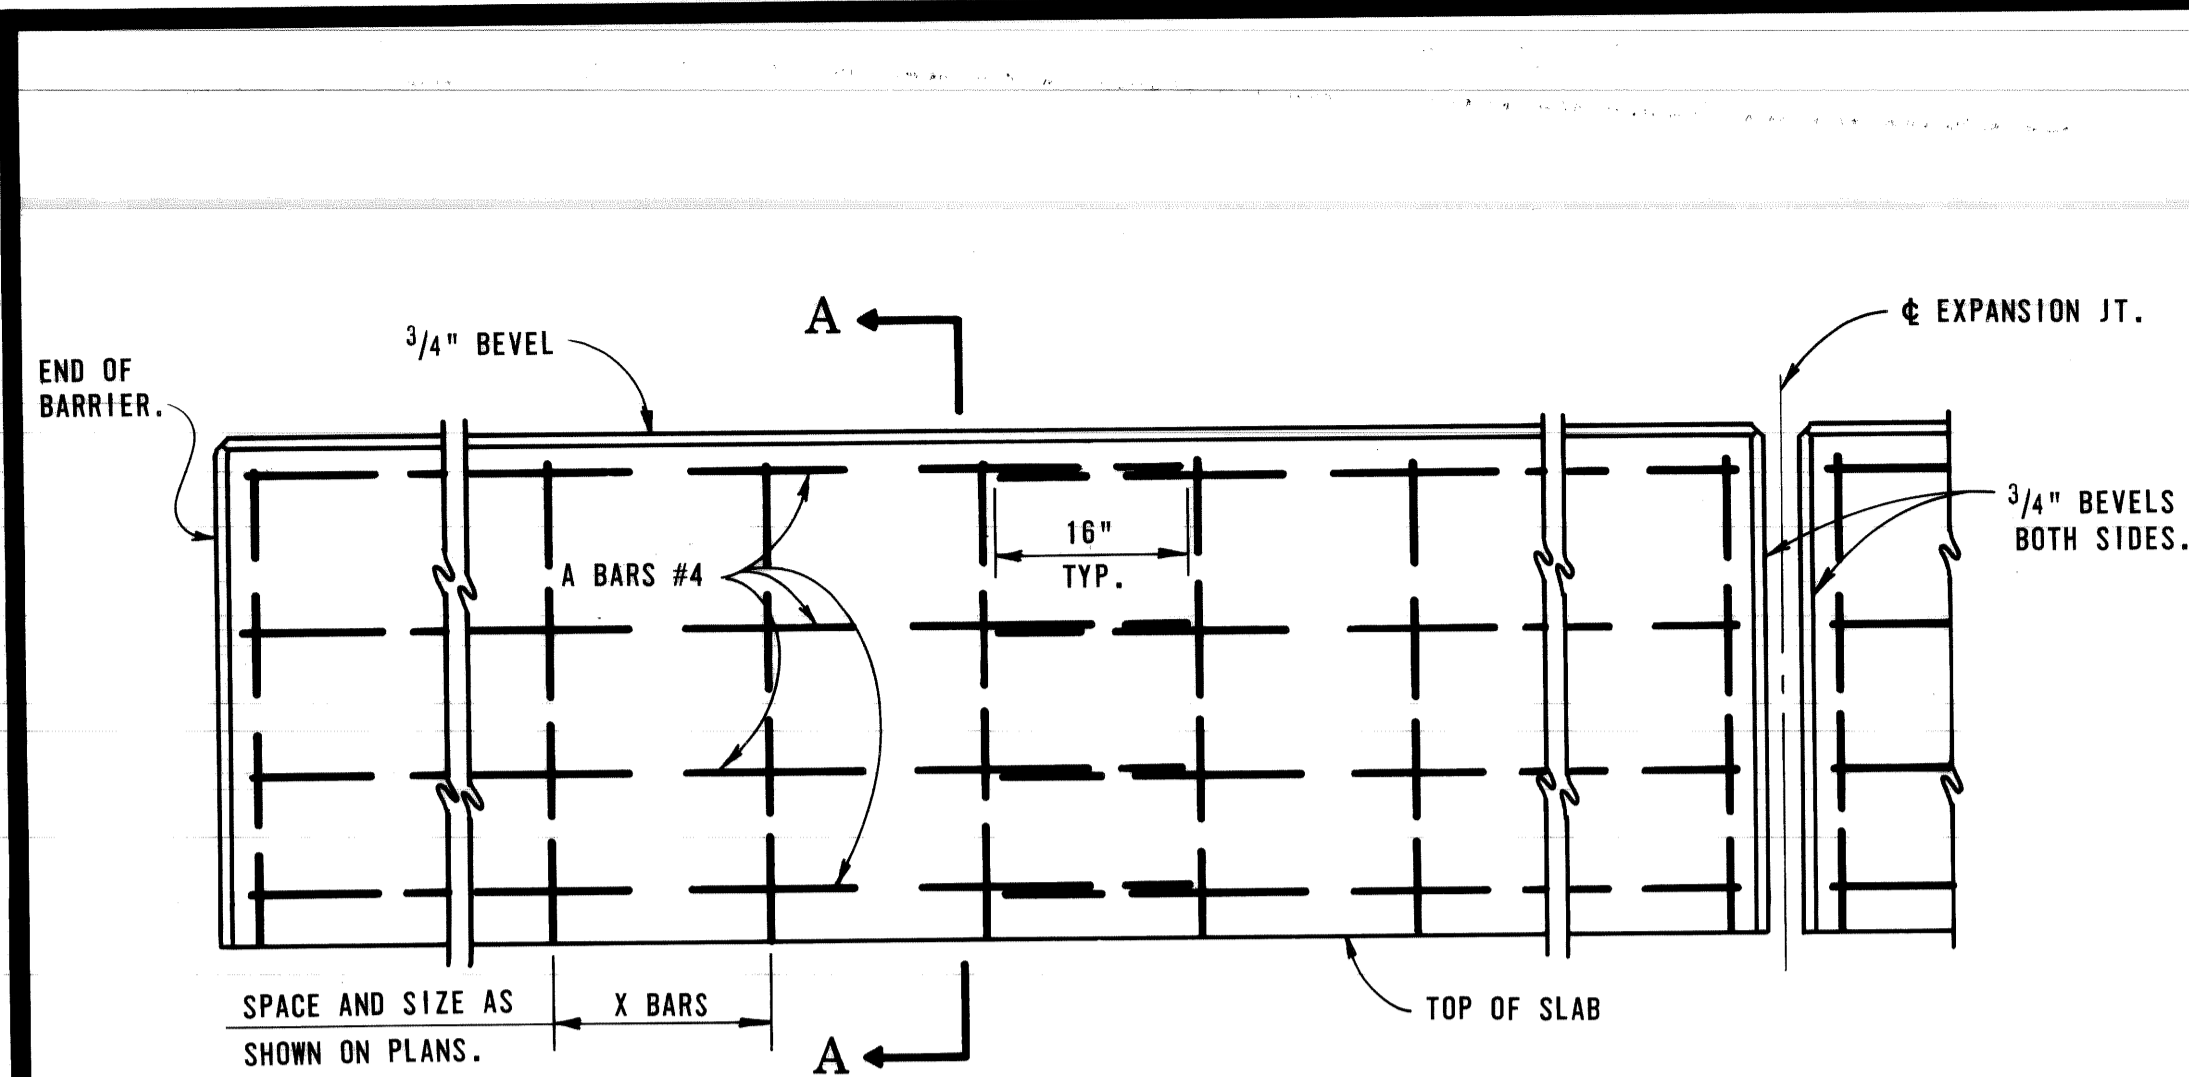 A
℄ EXPANSION JT.
3/4" BEVEL
END OF
BARRIER.
3/4" BEVELS
BOTH SIDES.
16"
TYP.
A BARS #4
SPACE AND SIZE AS
SHOWN ON PLANS.
X BARS
TOP OF SLAB
A